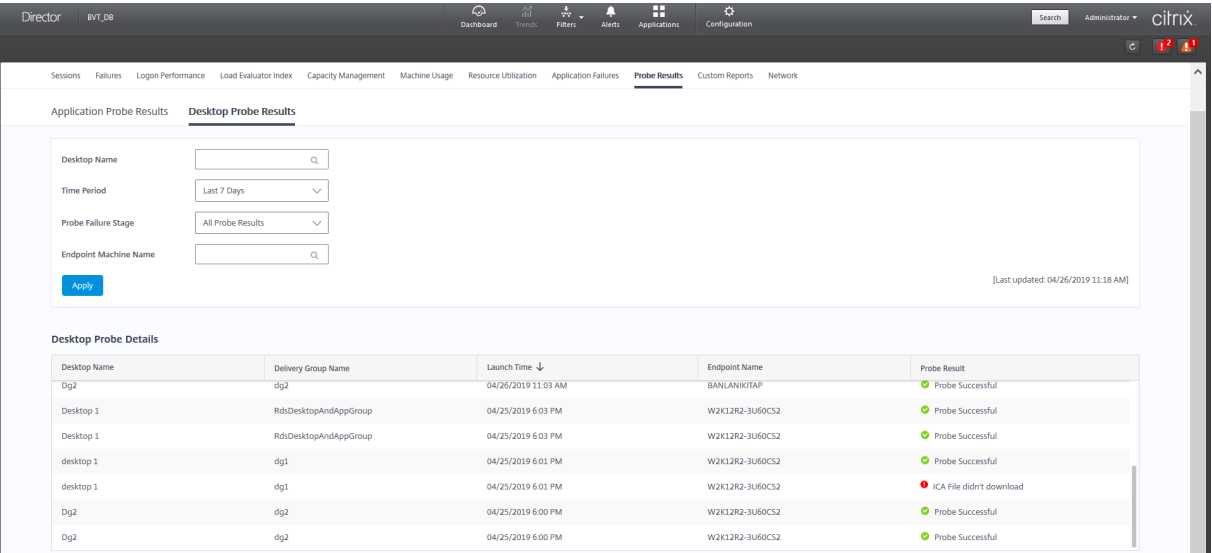 Director BVT_DB Dashboard Trends Filters Alerts Applications Configuration Search Administrator citrix
2 1
Sessions Failures Logon Performance Load Evaluator Index Capacity Management Machine Usage Resource Utilization Application Failures Probe Results Custom Reports Network
Application Probe Results Desktop Probe Results
Desktop Name
Time Period Last 7 Days
Probe Failure Stage All Probe Results
Endpoint Machine Name
Apply [Last updated: 04/26/2019 11:18 AM]
Desktop Probe Details
Desktop Name Delivery Group Name Launch Time Endpoint Name Probe Result
Dg2 dg2 04/26/2019 11:03 AM BANLANIKITAP Probe Successful
Desktop 1 RdsDesktopAndAppGroup 04/25/2019 6:03 PM W2K12R2-3U60CS2 Probe Successful
Desktop 1 RdsDesktopAndAppGroup 04/25/2019 6:03 PM W2K12R2-3U60CS2 Probe Successful
desktop 1 dg1 04/25/2019 6:01 PM W2K12R2-3U60CS2 Probe Successful
desktop 1 dg1 04/25/2019 6:01 PM W2K12R2-3U60CS2 ICA File didn't download
Dg2 dg2 04/25/2019 6:00 PM W2K12R2-3U60CS2 Probe Successful
Dg2 dg2 04/25/2019 6:00 PM W2K12R2-3U60CS2 Probe Successful